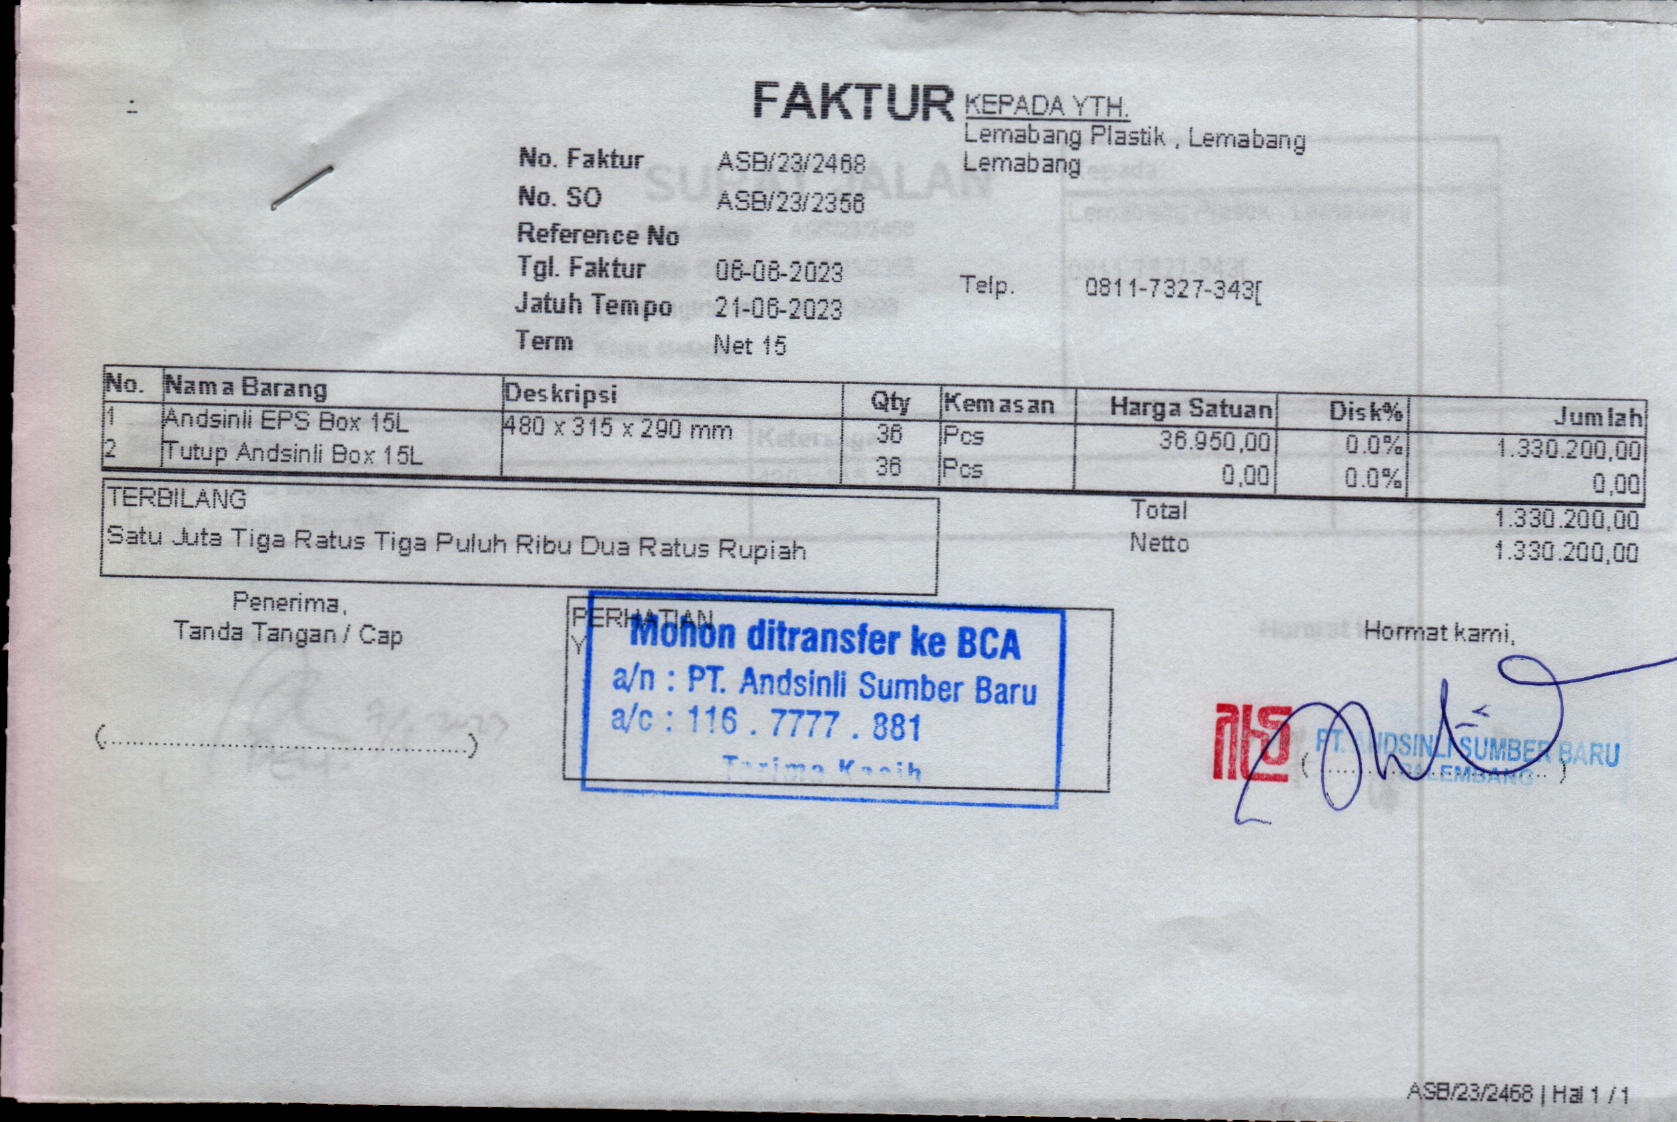 FAKTUR
KEPADA YTH.
Lemabang Plastik , Lemabang
Lemabang
No. Faktur ASB/23/2468
No. SO ASB/23/2356
Reference No
Tgl. Faktur 06-06-2023
Telp. 0811-7327-343[
Jatuh Tempo 21-06-2023
Term Net 15
No. Nama Barang Deskripsi Qty Kemasan Harga Satuan Disk% Jumlah
1 Andsinli EPS Box 15L 480 x 315 x 290 mm 36 Pcs 36.950,00 0.0% 1.330.200,00
2 Tutup Andsinli Box 15L 36 Pcs 0,00 0.0% 0,00
TERBILANG
Satu Juta Tiga Ratus Tiga Puluh Ribu Dua Ratus Rupiah
Total 1.330.200,00
Netto 1.330.200,00
Penerima,
Tanda Tangan / Cap
PERHATIAN
Y
Mohon ditransfer ke BCA
a/n : PT. Andsinli Sumber Baru
a/c : 116 . 7777 . 881
Terima Kasih
Hormat kami,
PT. ANDSINLI SUMBER BARU
PALEMBANG
ASB/23/2468 | Hal 1 / 1